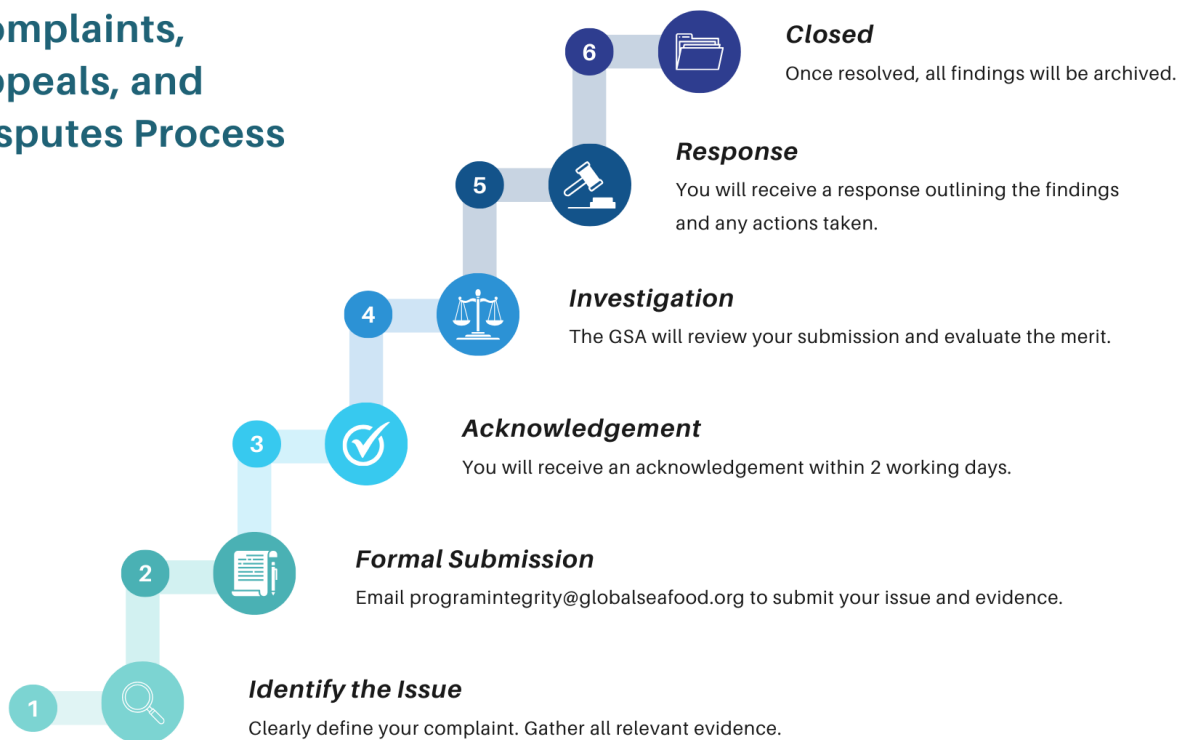 omplaints,
ppeals, and
sputes Process
6
Closed
Once resolved, all findings will be archived.
5
Response
You will receive a response outlining the findings
and any actions taken.
4
Investigation
The GSA will review your submission and evaluate the merit.
3
Acknowledgement
You will receive an acknowledgement within 2 working days.
2
Formal Submission
Email programintegrity@globalseafood.org to submit your issue and evidence.
1
Identify the Issue
Clearly define your complaint. Gather all relevant evidence.